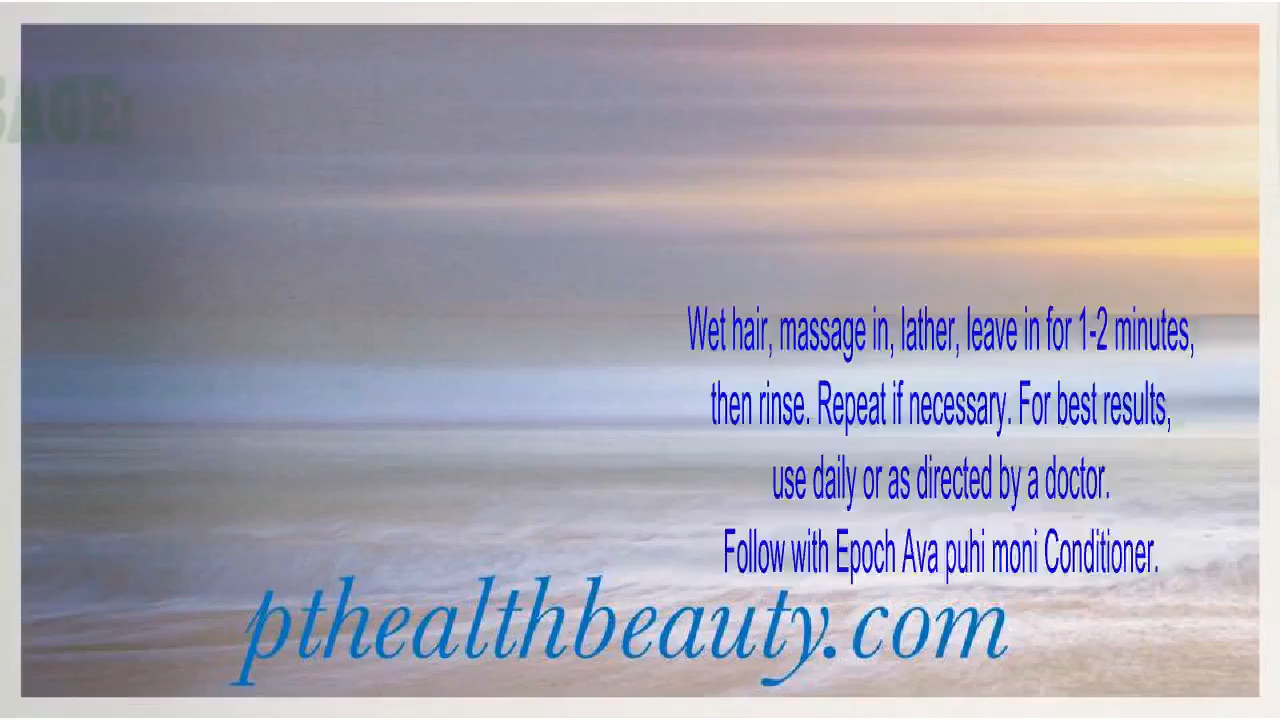 Wet hair, massage in, lather, leave in for 1-2 minutes,
then rinse. Repeat if necessary. For best results,
use daily or as directed by a doctor.
Follow with Epoch Ava puhi moni Conditioner.
pthealthbeauty.com